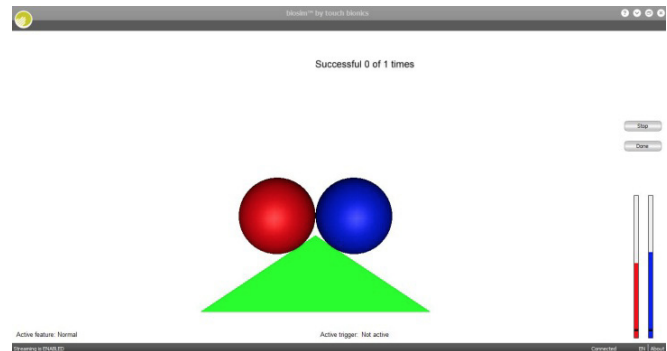 biosim™ by touch bionics
Successful 0 of 1 times
Stop
Done
Active feature: Normal
Active trigger: Not active
Streaming is ENABLED
Connected
EN
About